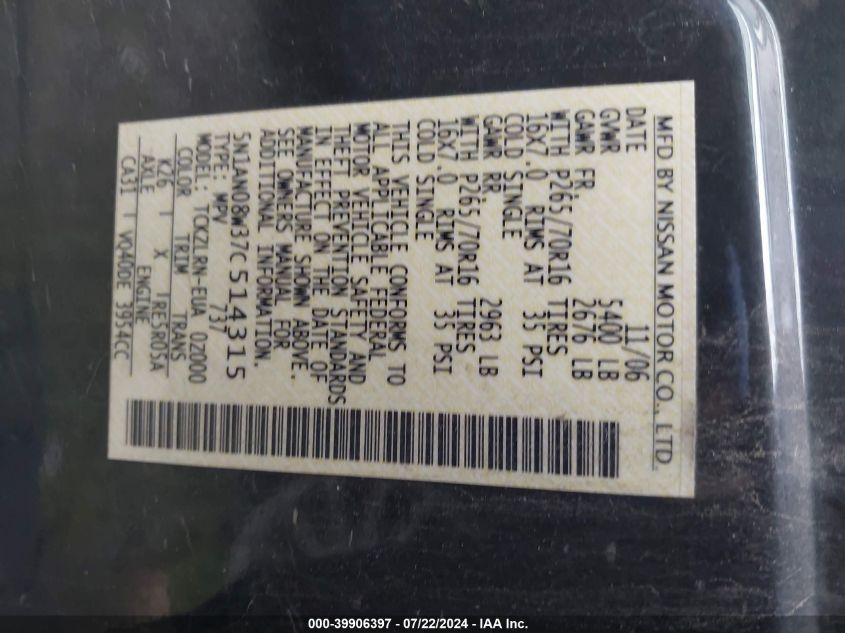 MFD BY NISSAN MOTOR CO., LTD.
DATE 11/06
GVWR 5400 LB
GAWR FR. 2676 LB
WITH P265/70R16 TIRES
16X7.0 RIMS AT 35 PSI
COLD SINGLE
GAWR RR. 2963 LB
WITH P265/70R16 TIRES
16X7.0 RIMS AT 35 PSI
COLD SINGLE
THIS VEHICLE CONFORMS TO
ALL APPLICABLE FEDERAL
MOTOR VEHICLE SAFETY AND
THEFT PREVENTION STANDARDS
IN EFFECT ON THE DATE OF
MANUFACTURE SHOWN ABOVE.
SEE OWNERS MANUAL FOR
ADDITIONAL INFORMATION.
5N1AN08W37C514315
TYPE: MPV 737
MODEL: TCKZLRN-EUA 02000
COLOR TRIM TRANS
K26 | X | RE5R05A
AXLE ENGINE
CA31 | VQ40DE 3954CC
000-39906397 - 07/22/2024 - IAA Inc.